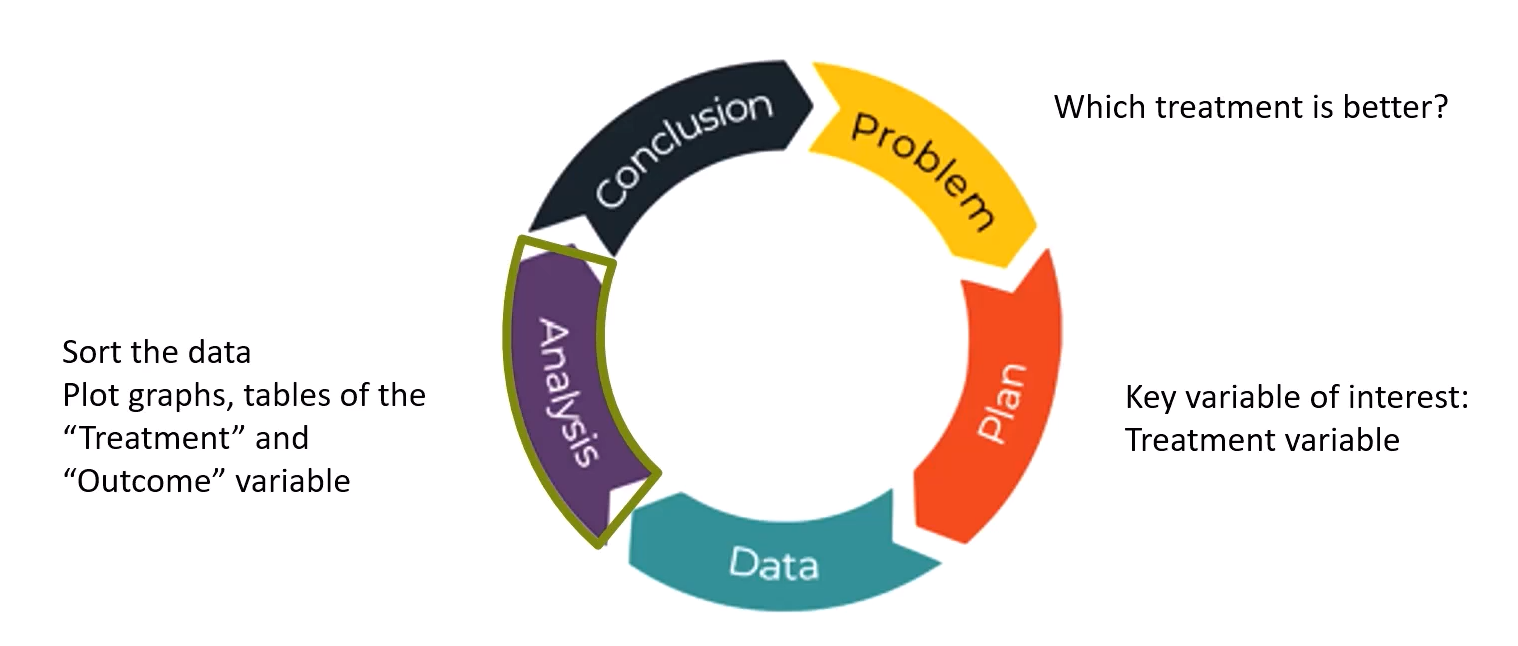 Conclusion
Problem
Which treatment is better?
Analysis
Sort the data
Plot graphs, tables of the
“Treatment” and
“Outcome” variable
Plan
Key variable of interest:
Treatment variable
Data